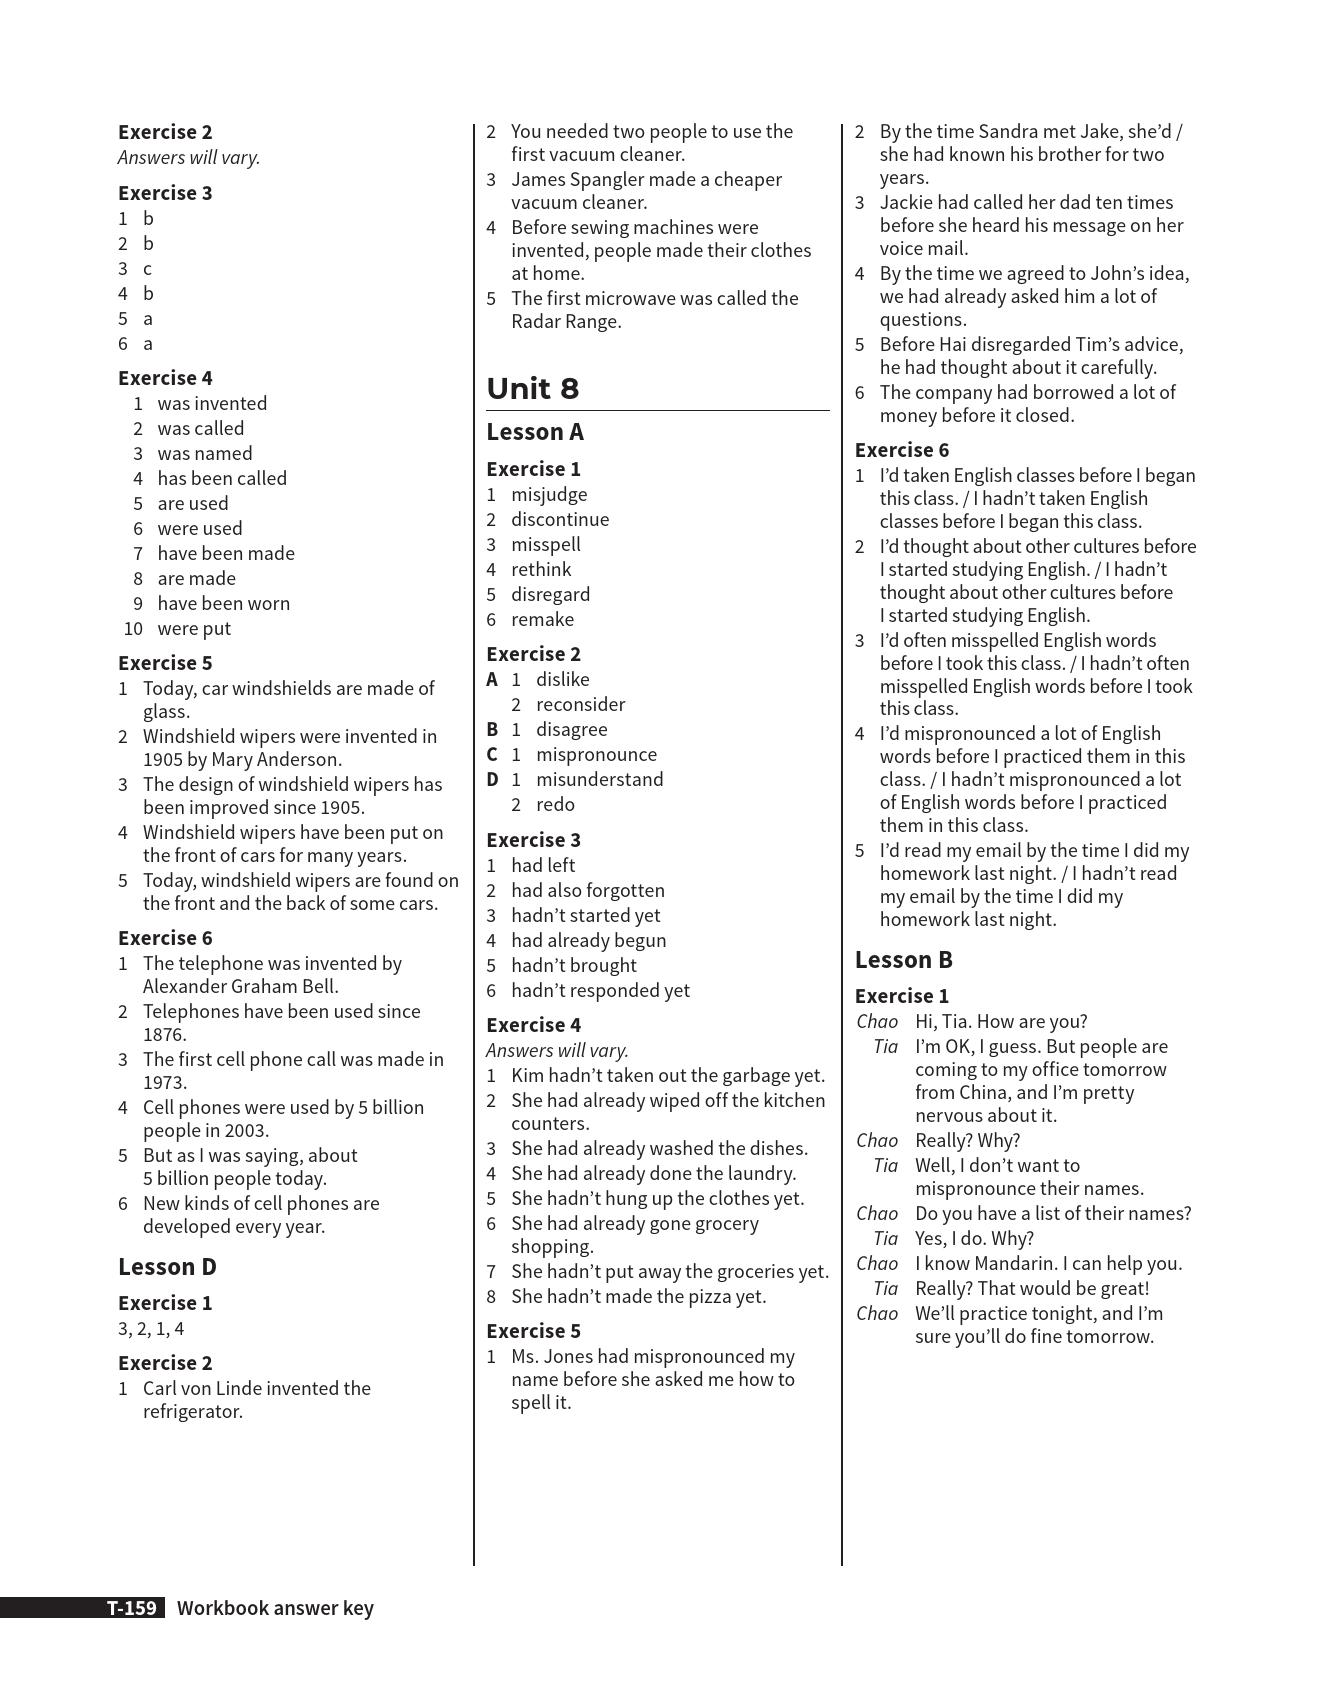 Exercise 2
Answers will vary.
Exercise 3
1 b
2 b
3 c
4 b
5 a
6 a
Exercise 4
1 was invented
2 was called
3 was named
4 has been called
5 are used
6 were used
7 have been made
8 are made
9 have been worn
10 were put
Exercise 5
1 Today, car windshields are made of
glass.
2 Windshield wipers were invented in
1905 by Mary Anderson.
3 The design of windshield wipers has
been improved since 1905.
4 Windshield wipers have been put on
the front of cars for many years.
5 Today, windshield wipers are found on
the front and the back of some cars.
Exercise 6
1 The telephone was invented by
Alexander Graham Bell.
2 Telephones have been used since
1876.
3 The first cell phone call was made in
1973.
4 Cell phones were used by 5 billion
people in 2003.
5 But as I was saying, about
5 billion people today.
6 New kinds of cell phones are
developed every year.
Lesson D
Exercise 1
3, 2, 1, 4
Exercise 2
1 Carl von Linde invented the
refrigerator.
2 You needed two people to use the
first vacuum cleaner.
3 James Spangler made a cheaper
vacuum cleaner.
4 Before sewing machines were
invented, people made their clothes
at home.
5 The first microwave was called the
Radar Range.
Unit 8
Lesson A
Exercise 1
1 misjudge
2 discontinue
3 misspell
4 rethink
5 disregard
6 remake
Exercise 2
A 1 dislike
2 reconsider
B 1 disagree
C 1 mispronounce
D 1 misunderstand
2 redo
Exercise 3
1 had left
2 had also forgotten
3 hadn’t started yet
4 had already begun
5 hadn’t brought
6 hadn’t responded yet
Exercise 4
Answers will vary.
1 Kim hadn’t taken out the garbage yet.
2 She had already wiped off the kitchen
counters.
3 She had already washed the dishes.
4 She had already done the laundry.
5 She hadn’t hung up the clothes yet.
6 She had already gone grocery
shopping.
7 She hadn’t put away the groceries yet.
8 She hadn’t made the pizza yet.
Exercise 5
1 Ms. Jones had mispronounced my
name before she asked me how to
spell it.
2 By the time Sandra met Jake, she’d /
she had known his brother for two
years.
3 Jackie had called her dad ten times
before she heard his message on her
voice mail.
4 By the time we agreed to John’s idea,
we had already asked him a lot of
questions.
5 Before Hai disregarded Tim’s advice,
he had thought about it carefully.
6 The company had borrowed a lot of
money before it closed.
Exercise 6
1 I’d taken English classes before I began
this class. / I hadn’t taken English
classes before I began this class.
2 I’d thought about other cultures before
I started studying English. / I hadn’t
thought about other cultures before
I started studying English.
3 I’d often misspelled English words
before I took this class. / I hadn’t often
misspelled English words before I took
this class.
4 I’d mispronounced a lot of English
words before I practiced them in this
class. / I hadn’t mispronounced a lot
of English words before I practiced
them in this class.
5 I’d read my email by the time I did my
homework last night. / I hadn’t read
my email by the time I did my
homework last night.
Lesson B
Exercise 1
Chao Hi, Tia. How are you?
Tia I’m OK, I guess. But people are
coming to my office tomorrow
from China, and I’m pretty
nervous about it.
Chao Really? Why?
Tia Well, I don’t want to
mispronounce their names.
Chao Do you have a list of their names?
Tia Yes, I do. Why?
Chao I know Mandarin. I can help you.
Tia Really? That would be great!
Chao We’ll practice tonight, and I’m
sure you’ll do fine tomorrow.
T-159 Workbook answer key